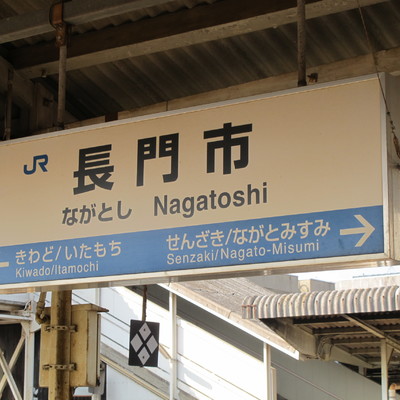 JR 長門市
ながとし Nagatoshi
きわど/いたもち せんざき/ながとみすみ
Kiwado/Itamochi Senzaki/Nagato-Misumi